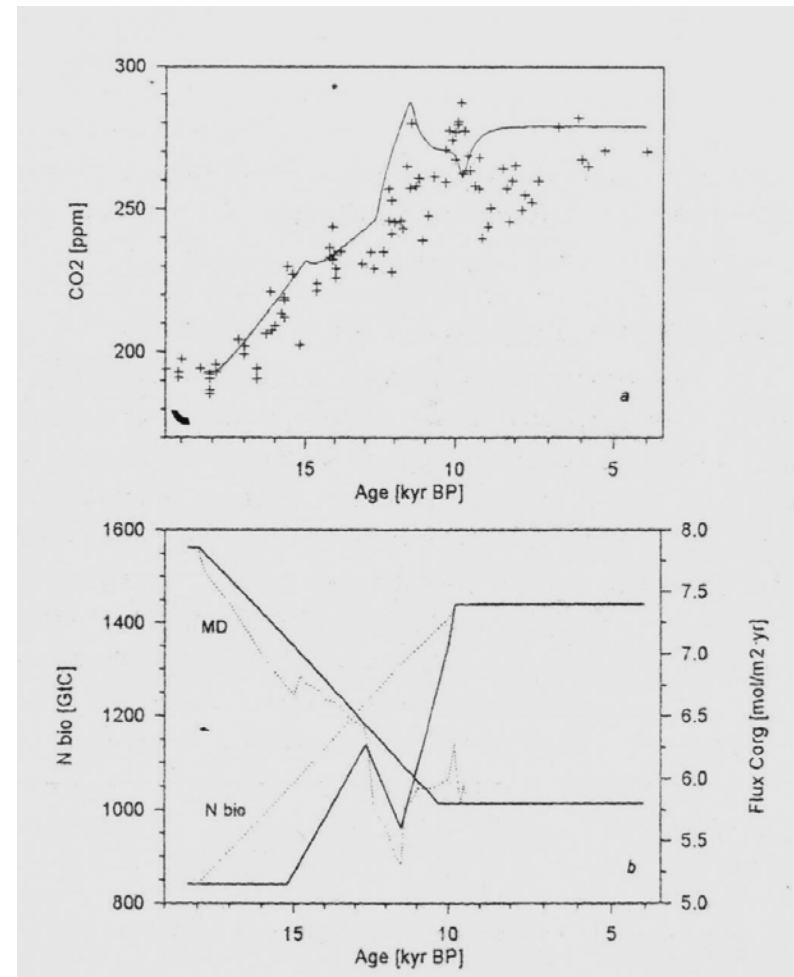 300
250
200
CO2 [ppm]
a
15 10 5
Age [kyr BP]
1600
1400
1200
1000
800
N bio [GtC]
MD
N bio
b
8.0
7.5
7.0
6.5
6.0
5.5
5.0
Flux Corg [mol/m2-yr]
15 10 5
Age [kyr BP]